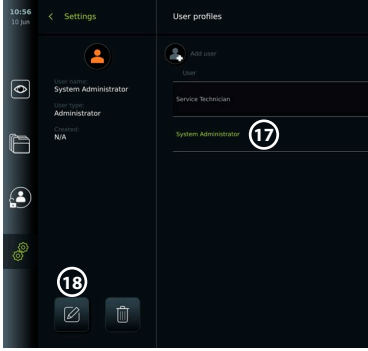 10:56
10 Jun
Settings
User profiles
Add user
User
User name:
System Administrator
User type:
Administrator
Created:
N/A
Service Technician
System Administrator
17
18